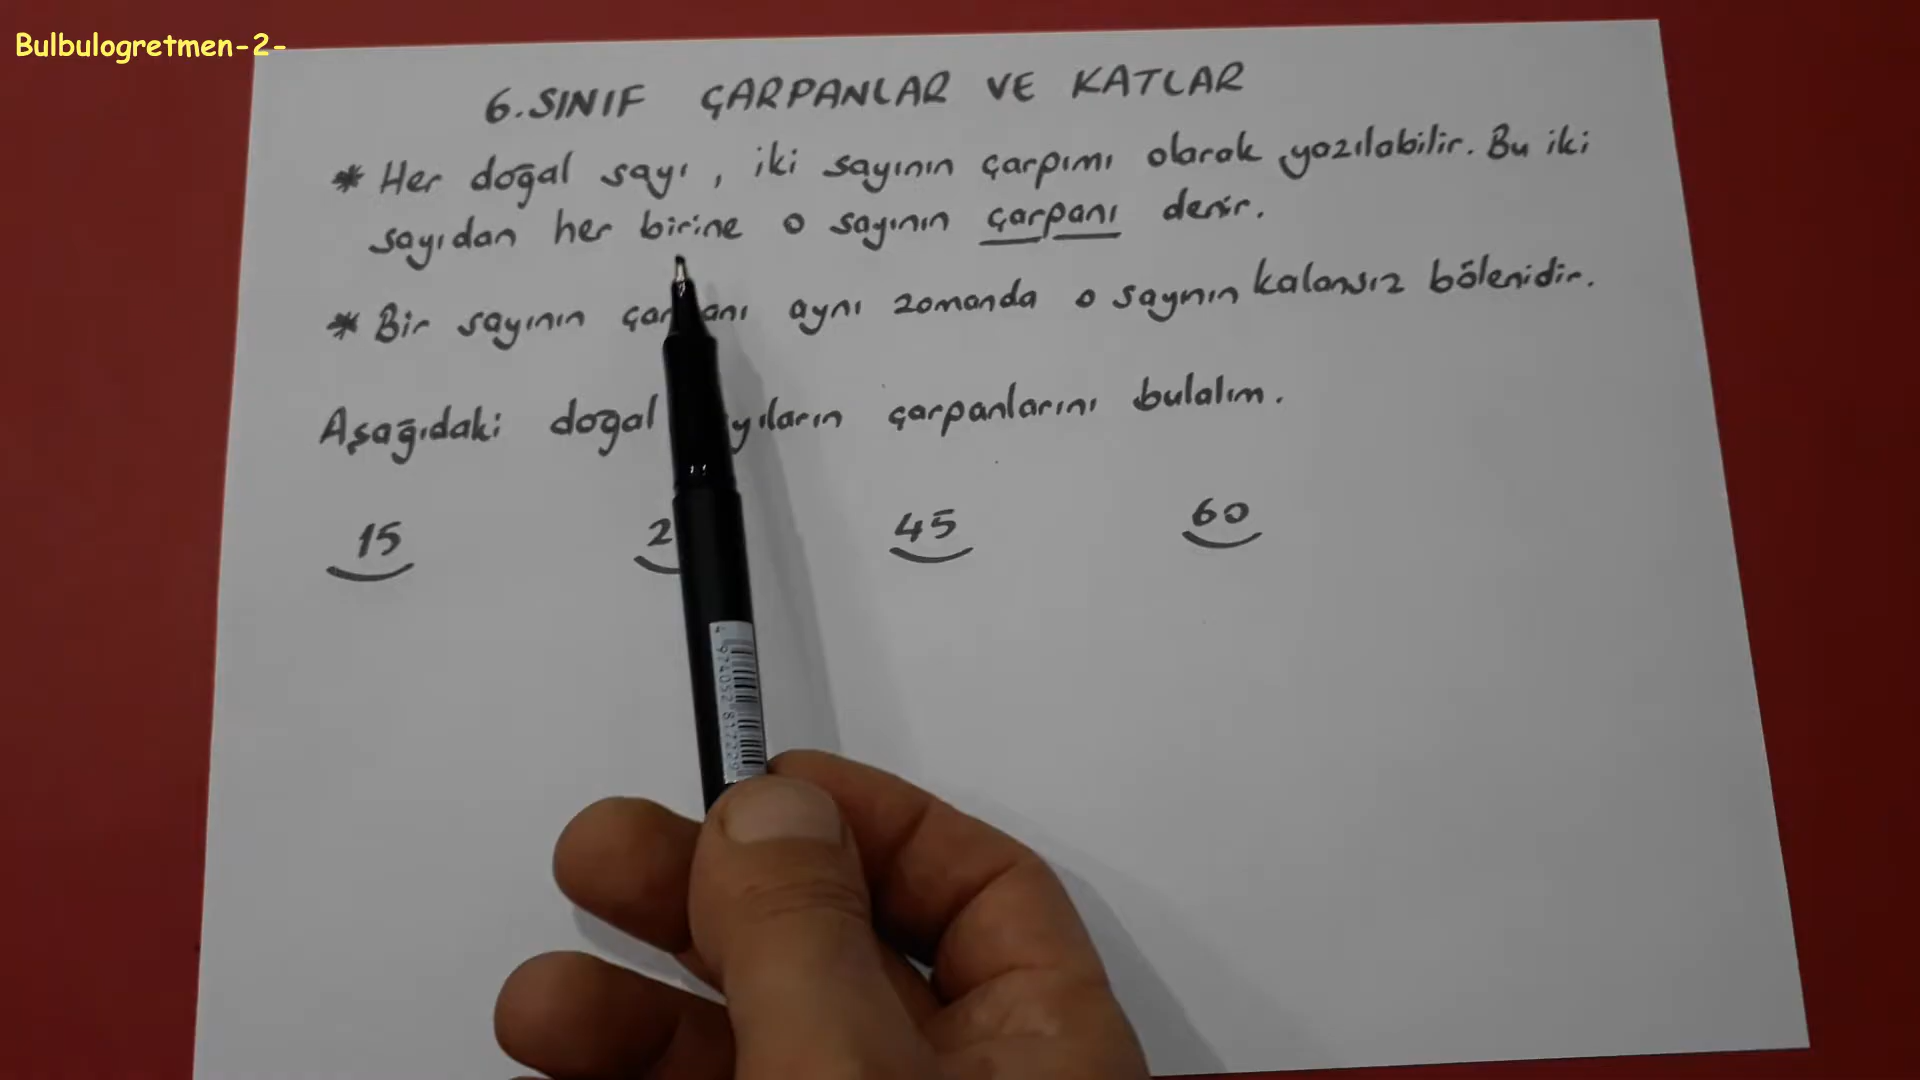 Bulbulogretmen-2-
6.SINIF ÇARPANLAR VE KATLAR
* Her doğal sayı, iki sayının çarpımı olarak yazılabilir. Bu iki
sayıdan her birine o sayının çarpanı denir.
* Bir sayının aynı zamanda o saynın kalansız bölenidir.
Aşağıdaki doğal çarpanlarını bulalım.
15 45 60